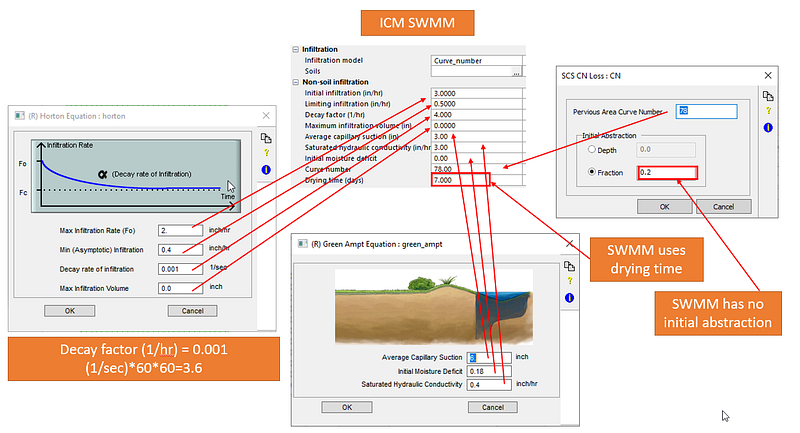 ICM SWMM
Infiltration
Infiltration model Curve_number
Soils ...
Non-soil infiltration
Initial infiltration (in/hr) 3.0000
Limiting infiltration (in/hr) 0.5000
Decay factor (1/hr) 4.000
Maximum infiltration volume (in) 0.0000
Average capillary suction (in) 3.00
Saturated hydraulic conductivity (in/hr 3.00
Initial moisture deficit 0.00
Curve number 78.00
Drying time (days) 7.000
SCS CN Loss : CN
Pervious Area Curve Number 78
Initial Abstraction
Depth 0.0
Fraction 0.2
OK Cancel
(R) Horton Equation : horton
Infiltration Rate
Fo
α (Decay rate of Infiltration)
Fc
Time
Max Infiltration Rate (Fo) 2. inch/hr
Min (Asymptotic) Infiltration 0.4 inch/hr
Decay rate of infiltration 0.001 1/sec
Max Infiltration Volume 0.0 inch
OK Cancel
Decay factor (1/hr) = 0.001
(1/sec)*60*60=3.6
(R) Green Ampt Equation : green_ampt
Average Capillary Suction inch
Initial Moisture Deficit 0.18
Saturated Hydraulic Conductivity 0.4 inch/hr
OK Cancel
SWMM uses
drying time
SWMM has no
initial abstraction